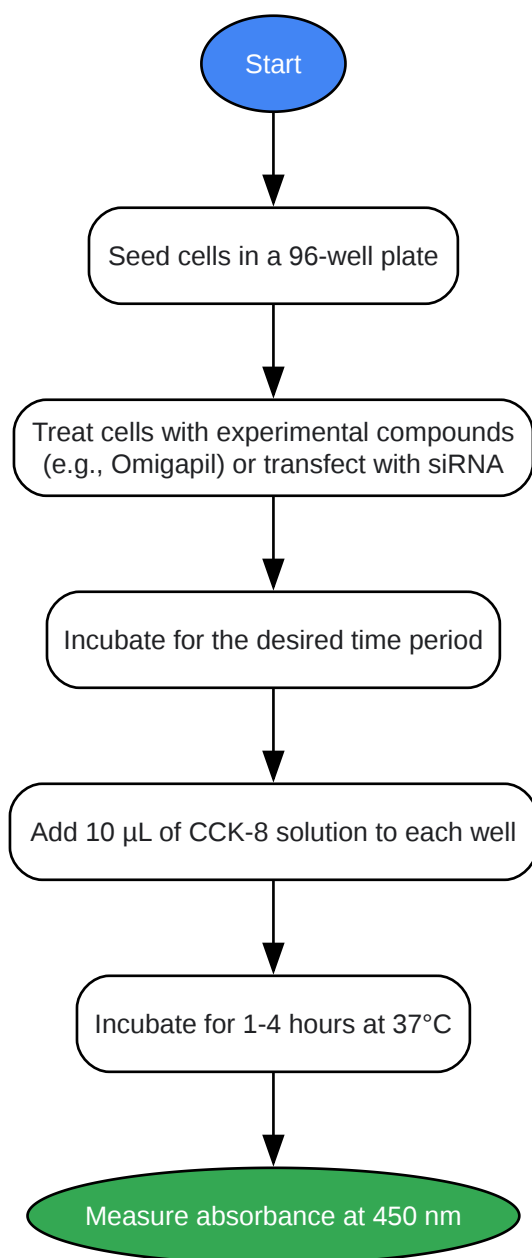 Start
Seed cells in a 96-well plate
Treat cells with experimental compounds
(e.g., Omigapil) or transfect with siRNA
Incubate for the desired time period
Add 10 µL of CCK-8 solution to each well
Incubate for 1-4 hours at 37°C
Measure absorbance at 450 nm